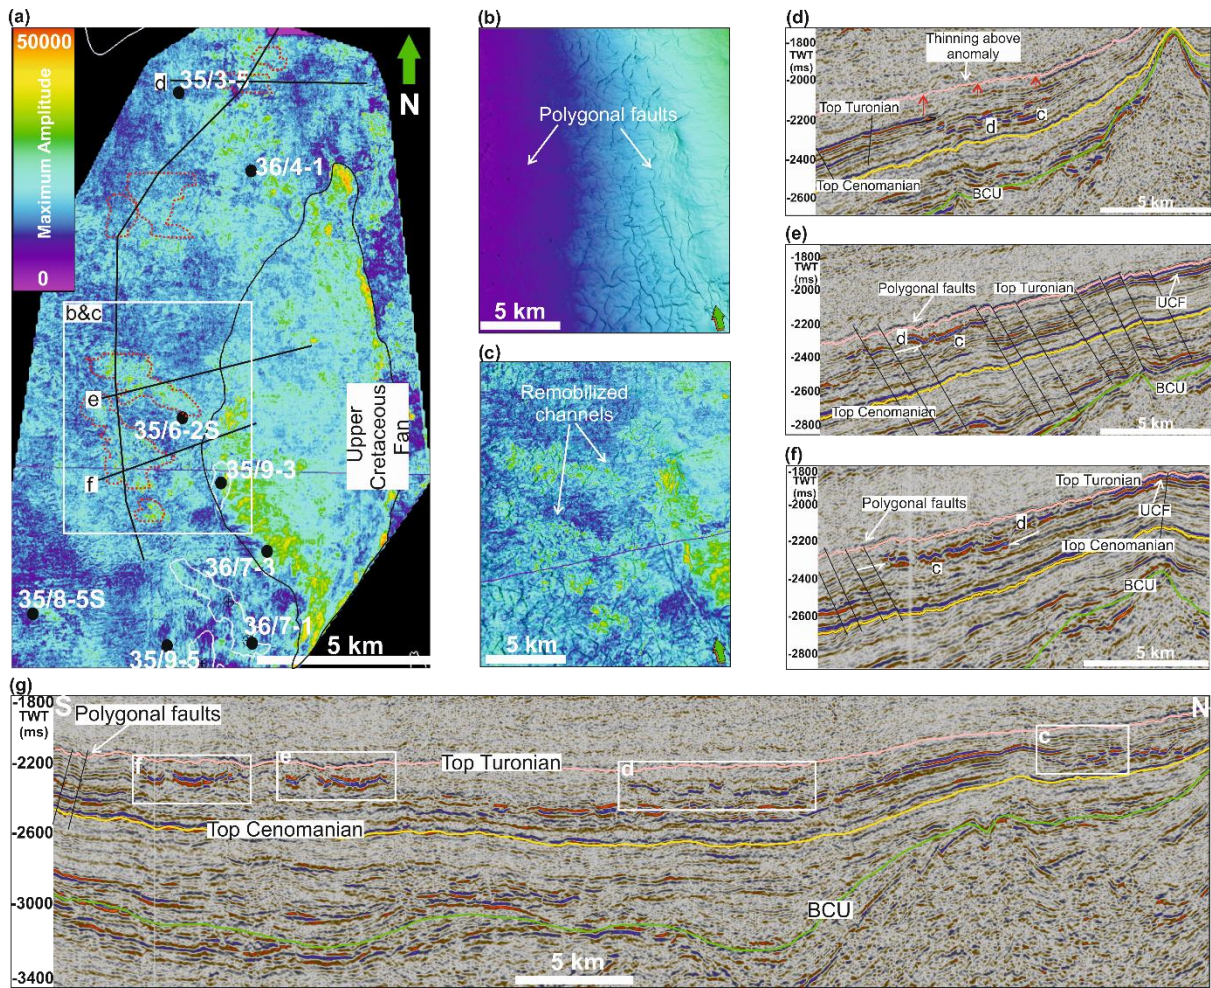 (a)
50000
Maximum Amplitude
0
d
35/3-5
N
36/4-1
b&c
e
35/6-2S
f
35/9-3
Upper
Cretaceous
Fan
36/7-3
35/8-5S
36/7-1
35/9-5
5 km
(b)
Polygonal faults
5 km
(c)
Remobilized
channels
5 km
(d)
-1800
TWT
(ms)
-2000
-2200
-2400
-2600
Thinning above
anomaly
Top Turonian
c
d
Top Cenomanian
BCU
5 km
(e)
-1800
TWT
(ms)
-2000
-2200
-2400
-2600
-2800
Polygonal faults
Top Turonian
UCF
d
c
Top Cenomanian
BCU
5 km
(f)
-1800
TWT
(ms)
-2000
-2200
-2400
-2600
-2800
Polygonal faults
Top Turonian
d
UCF
c
Top Cenomanian
BCU
5 km
(g)
-1800
TWT
(ms)
-2200
-2600
-3000
-3400
S
N
Polygonal faults
f
e
Top Turonian
d
c
Top Cenomanian
BCU
5 km